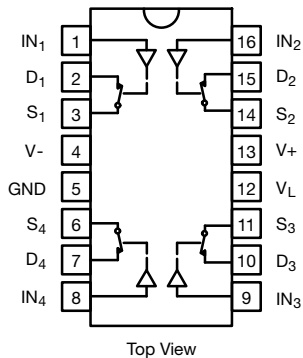 IN1 1 16 IN2
D1 2 15 D2
S1 3 14 S2
V- 4 13 V+
GND 5 12 VL
S4 6 11 S3
D4 7 10 D3
IN4 8 9 IN3
Top View